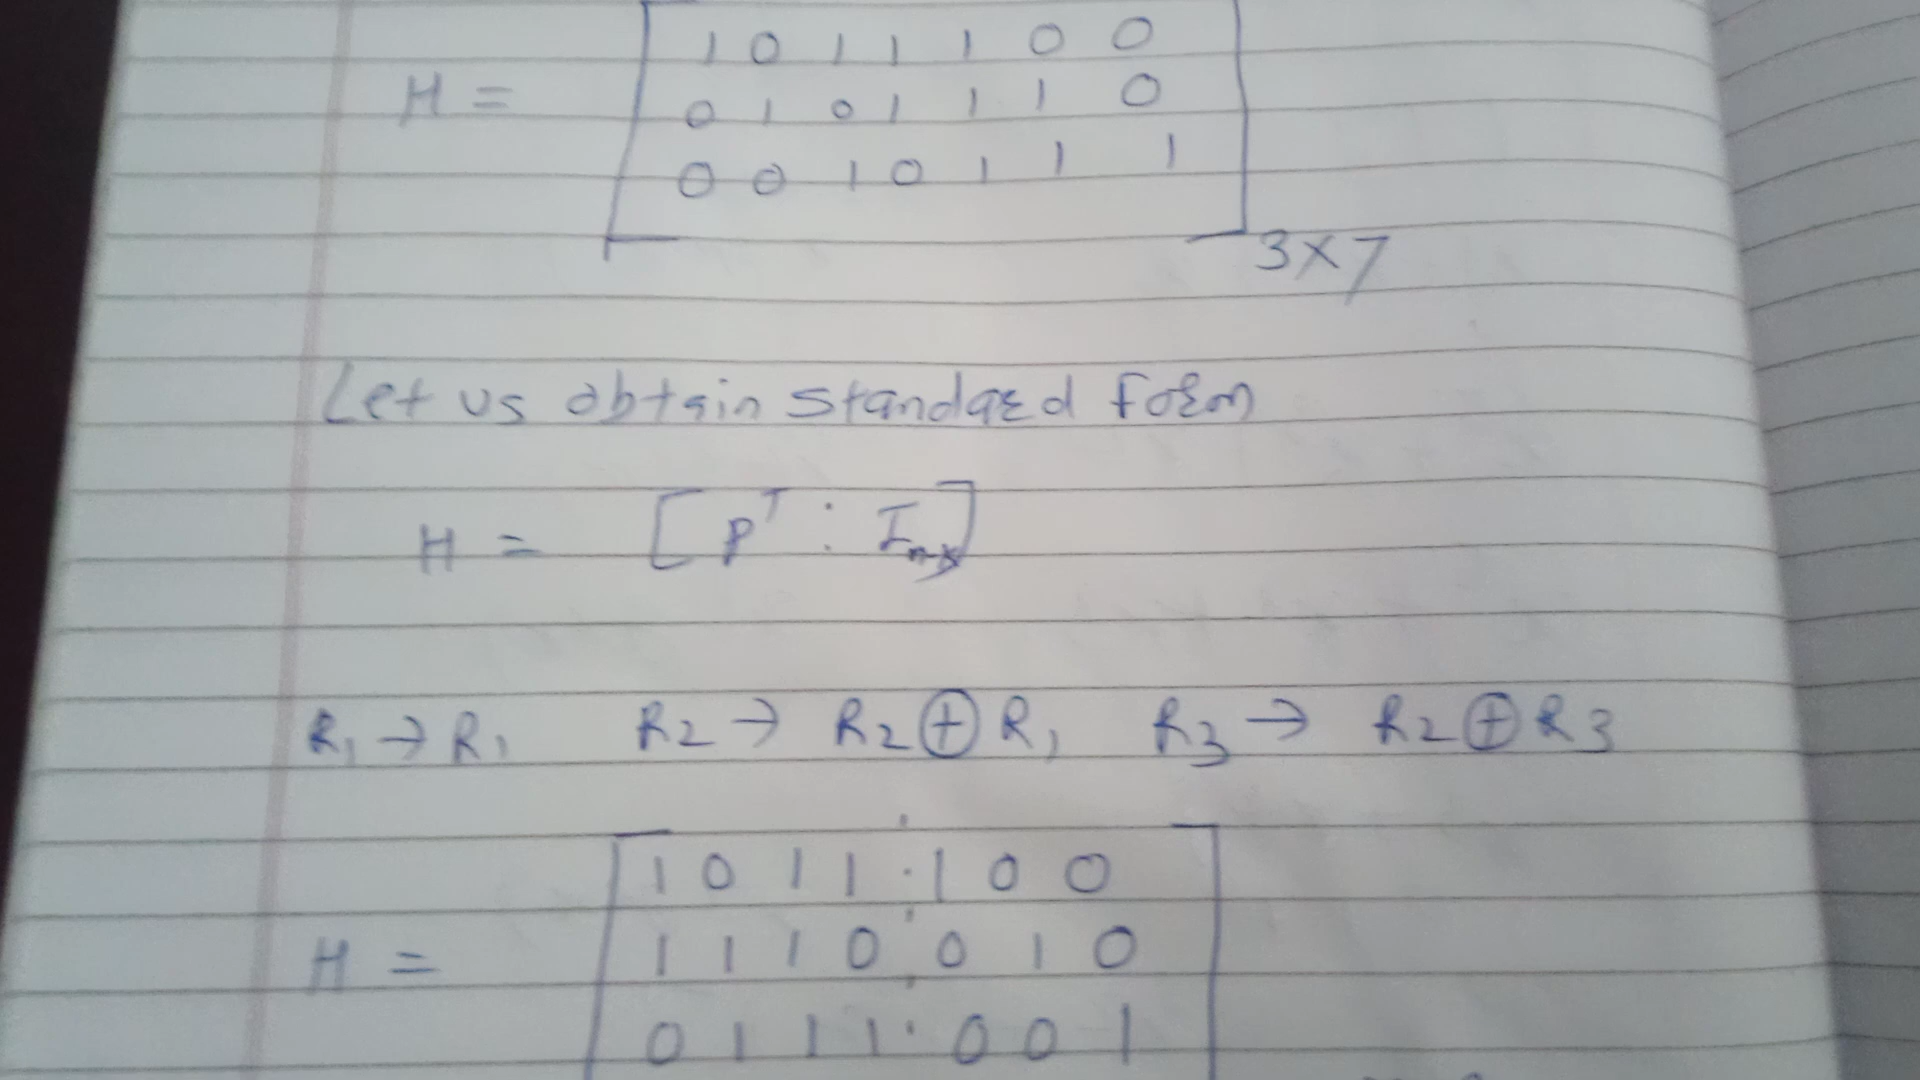 1 0 1 1 1 0 0
H = 0 1 0 1 1 1 0
0 0 1 0 1 1 1
3×7
Let us obtain standard form
H = [P^T : I_n-k]
R1 → R1 R2 → R2 ⊕ R1 R3 → R2 ⊕ R3
1 0 1 1 : 1 0 0
H = 1 1 1 0 : 0 1 0
0 1 1 1 : 0 0 1